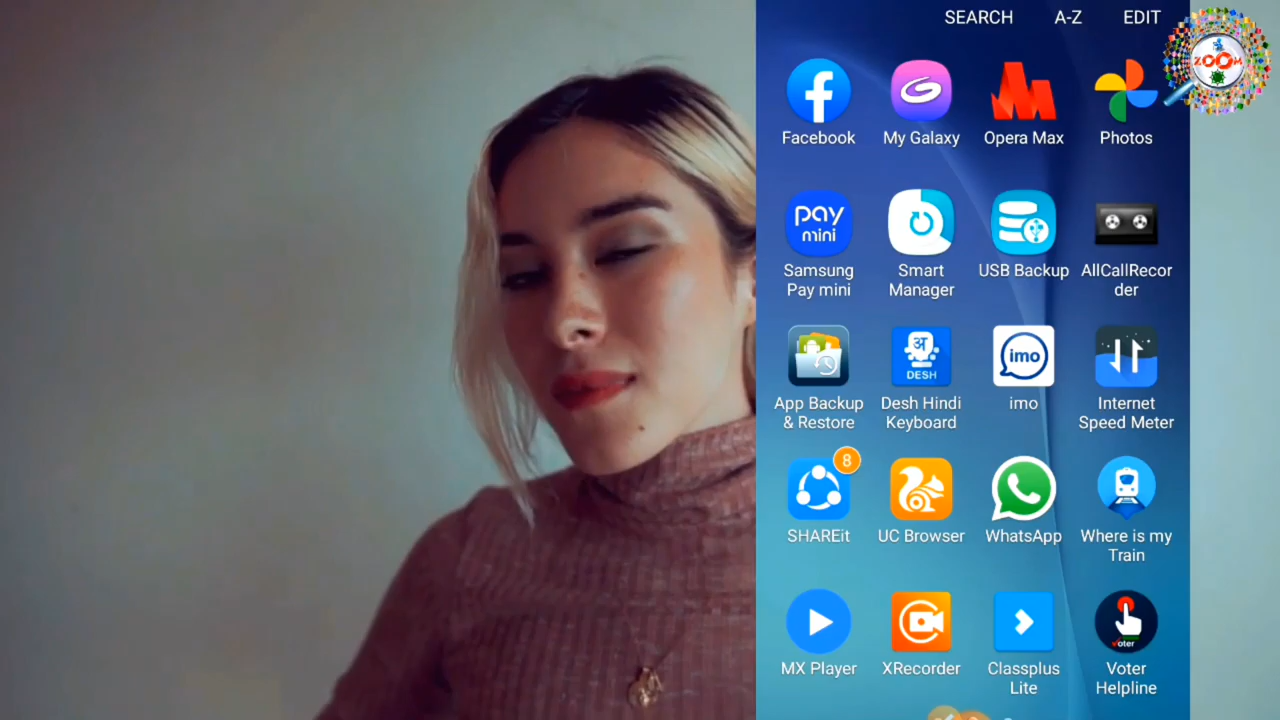 SEARCH A-Z EDIT
ZOOM
Facebook My Galaxy Opera Max Photos
pay
mini
Samsung Smart USB Backup AllCallRecor
Pay mini Manager der
अ
DESH
imo
App Backup Desh Hindi imo Internet
& Restore Keyboard Speed Meter
8
SHAREit UC Browser WhatsApp Where is my
Train
Voter
MX Player XRecorder Classplus Voter
Lite Helpline